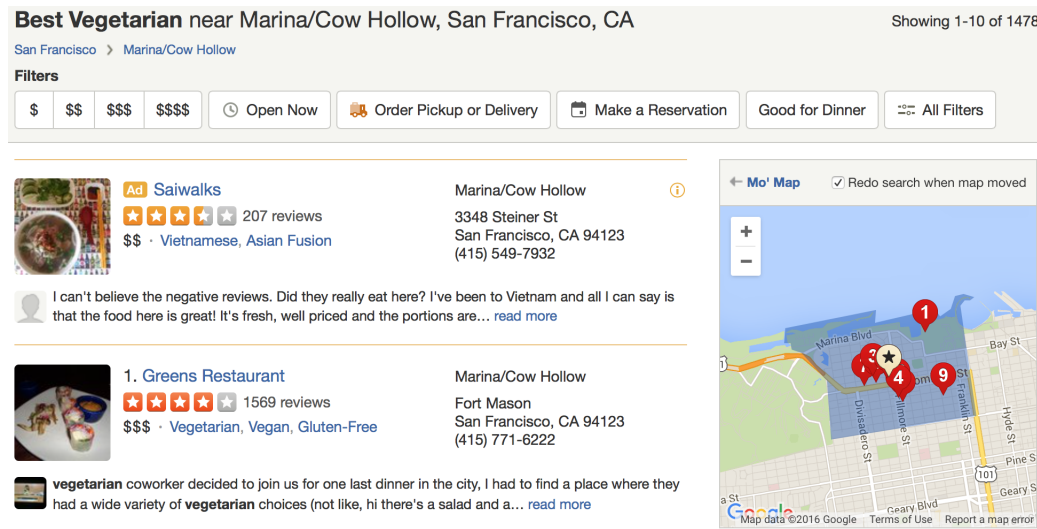 Best Vegetarian near Marina/Cow Hollow, San Francisco, CA
Showing 1-10 of 1478
San Francisco
Marina/Cow Hollow
Filters
$ $$ $$$ $$$$ Open Now Order Pickup or Delivery Make a Reservation Good for Dinner All Filters
Ad Saiwalks
207 reviews
$$ · Vietnamese, Asian Fusion
Marina/Cow Hollow
3348 Steiner St
San Francisco, CA 94123
(415) 549-7932
I can't believe the negative reviews. Did they really eat here? I've been to Vietnam and all I can say is
that the food here is great! It's fresh, well priced and the portions are... read more
1. Greens Restaurant
1569 reviews
$$$ · Vegetarian, Vegan, Gluten-Free
Marina/Cow Hollow
Fort Mason
San Francisco, CA 94123
(415) 771-6222
vegetarian coworker decided to join us for one last dinner in the city, I had to find a place where they
had a wide variety of vegetarian choices (not like, hi there's a salad and a... read more
Mo' Map
Redo search when map moved
+
−
1
Marina Blvd
Bay St
3
4
9
St
Divisadero St
Fillmore St
Franklin St
Hyde St
Pine S
101
Geary S
Geary Blvd
a St
Google
Map data ©2016 Google Terms of Use Report a map error